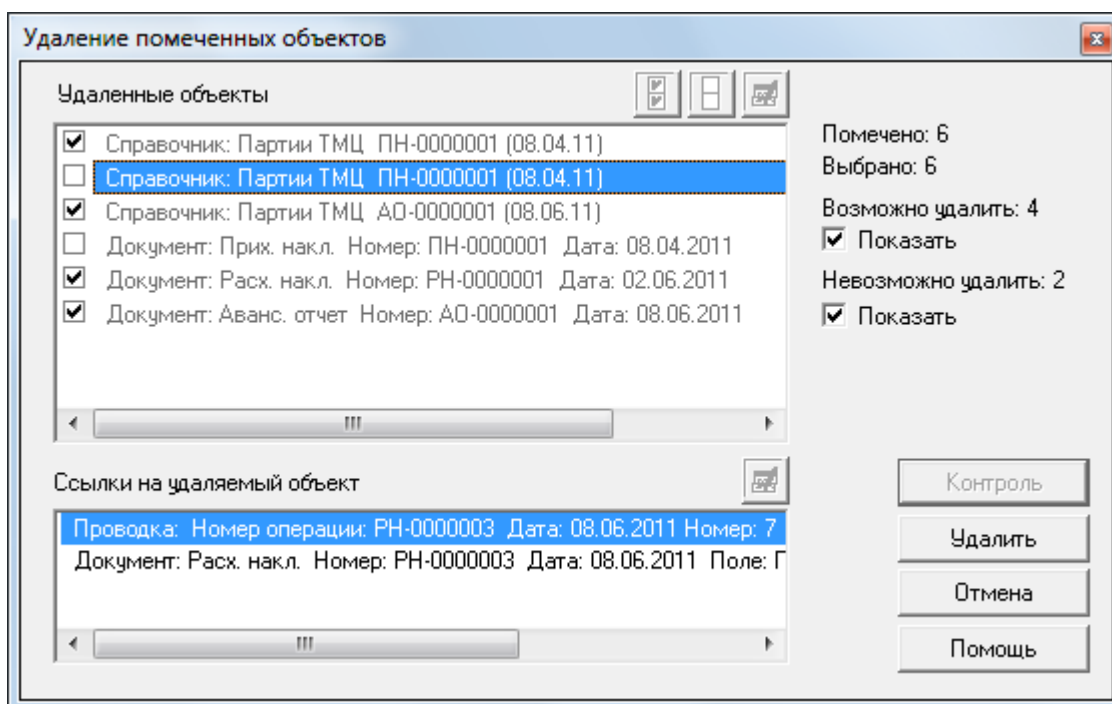 Удаление помеченных объектов
Удаленные объекты
Справочник: Партии ТМЦ ПН-0000001 (08.04.11)
Справочник: Партии ТМЦ ПН-0000001 (08.04.11)
Справочник: Партии ТМЦ АО-0000001 (08.06.11)
Документ: Прих. накл. Номер: ПН-0000001 Дата: 08.04.2011
Документ: Расх. накл. Номер: РН-0000001 Дата: 02.06.2011
Документ: Аванс. отчет Номер: АО-0000001 Дата: 08.06.2011
Помечено: 6
Выбрано: 6
Возможно удалить: 4
Показать
Невозможно удалить: 2
Показать
Ссылки на удаляемый объект
Проводка: Номер операции: РН-0000003 Дата: 08.06.2011 Номер: 7
Документ: Расх. накл. Номер: РН-0000003 Дата: 08.06.2011 Поле:
Контроль
Удалить
Отмена
Помощь